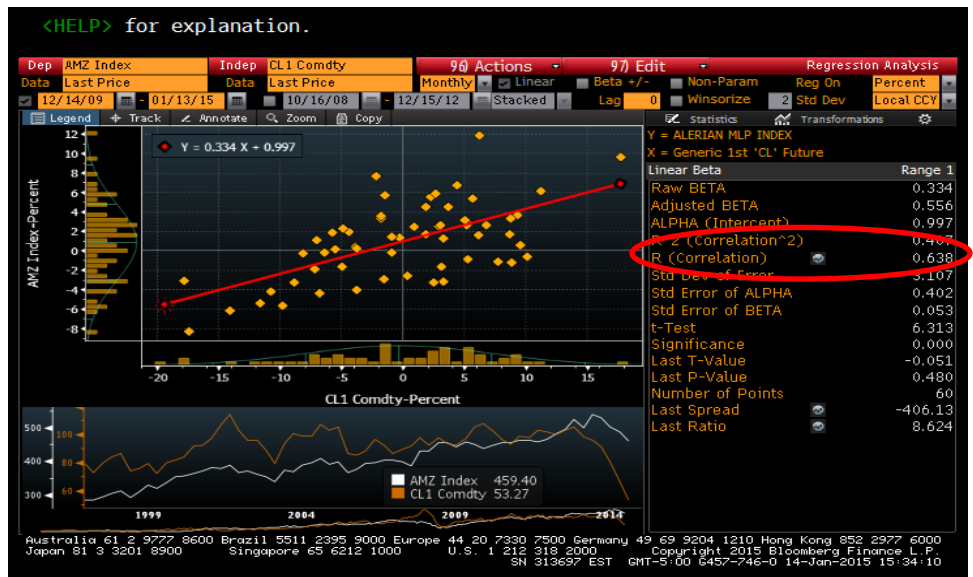 <HELP> for explanation.
Dep AMZ Index Indep CL1 Comdty 96) Actions 97) Edit Regression Analysis
Data Last Price Data Last Price Monthly Linear Beta +/- Non-Param Reg On Percent
12/14/09 - 01/13/15 10/16/08 - 12/15/12 Stacked Lag 0 Winsorize 2 Std Dev Local CCY
Legend Track Annotate Zoom Copy Statistics Transformations
Y = ALERIAN MLP INDEX
X = Generic 1st 'CL' Future
Linear Beta Range 1
Raw BETA 0.334
Adjusted BETA 0.556
ALPHA (Intercept) 0.997
R^2 (Correlation^2) 0.407
R (Correlation) 0.638
Std Dev of Error 3.107
Std Error of ALPHA 0.402
Std Error of BETA 0.053
t-Test 6.313
Significance 0.000
Last T-Value -0.051
Last P-Value 0.480
Number of Points 60
Last Spread -406.13
Last Ratio 8.624
Y = 0.334 X + 0.997
AMZ Index-Percent
12
10
8
6
4
2
0
-2
-4
-6
-8
-20 -15 -10 -5 0 5 10 15
CL1 Comdty-Percent
500
400
300
100
80
60
AMZ Index 459.40
CL1 Comdty 53.27
1999 2004 2009 2014
Australia 61 2 9777 8600 Brazil 5511 2395 9000 Europe 44 20 7330 7500 Germany 49 69 9204 1210 Hong Kong 852 2977 6000
Japan 81 3 3201 8900 Singapore 65 6212 1000 U.S. 1 212 318 2000 Copyright 2015 Bloomberg Finance L.P.
SN 313697 EST GMT-5:00 G457-746-0 14-Jan-2015 15:34:10